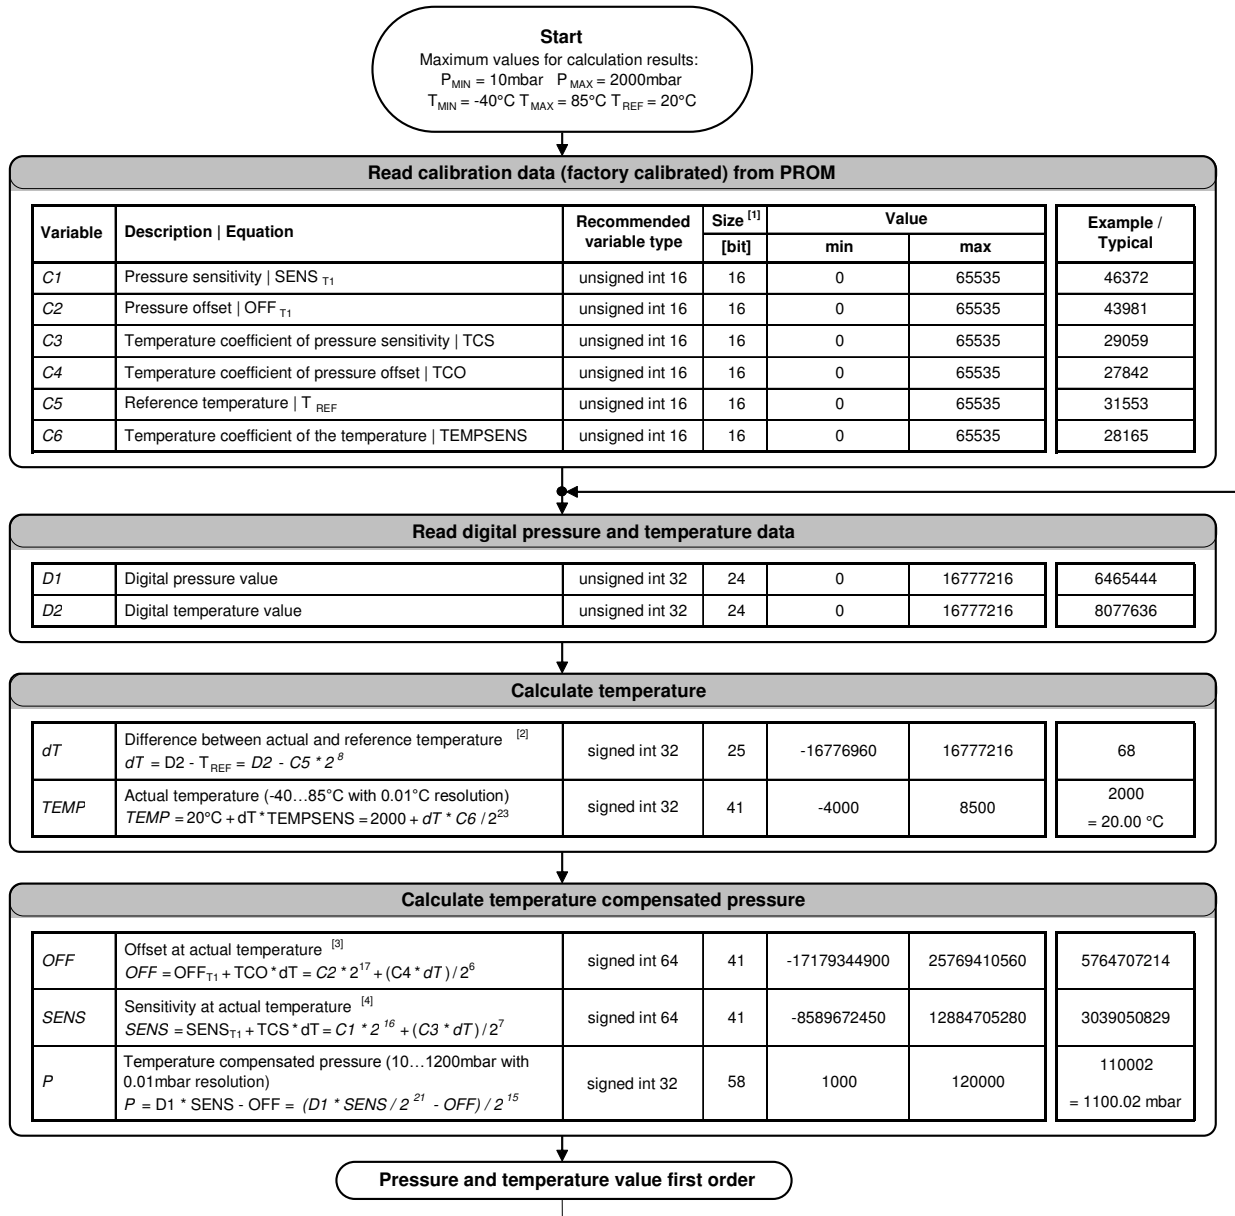 Start
Maximum values for calculation results:
P MIN = 10mbar P MAX = 2000mbar
T MIN = -40°C T MAX = 85°C T REF = 20°C
Read calibration data (factory calibrated) from PROM
Variable Description | Equation Recommended variable type Size [1] [bit] Value min max Example / Typical
C1 Pressure sensitivity | SENS T1 unsigned int 16 16 0 65535 46372
C2 Pressure offset | OFF T1 unsigned int 16 16 0 65535 43981
C3 Temperature coefficient of pressure sensitivity | TCS unsigned int 16 16 0 65535 29059
C4 Temperature coefficient of pressure offset | TCO unsigned int 16 16 0 65535 27842
C5 Reference temperature | T REF unsigned int 16 16 0 65535 31553
C6 Temperature coefficient of the temperature | TEMPSENS unsigned int 16 16 0 65535 28165
Read digital pressure and temperature data
D1 Digital pressure value unsigned int 32 24 0 16777216 6465444
D2 Digital temperature value unsigned int 32 24 0 16777216 8077636
Calculate temperature
dT Difference between actual and reference temperature [2] signed int 32 25 -16776960 16777216 68
dT = D2 - T REF = D2 - C5 * 2 8
TEMP Actual temperature (-40…85°C with 0.01°C resolution) signed int 32 41 -4000 8500 2000
TEMP = 20°C + dT * TEMPSENS = 2000 + dT * C6 / 2 23 = 20.00 °C
Calculate temperature compensated pressure
OFF Offset at actual temperature [3] signed int 64 41 -17179344900 25769410560 5764707214
OFF = OFF T1 + TCO * dT = C2 * 2 17 + (C4 * dT ) / 2 6
SENS Sensitivity at actual temperature [4] signed int 64 41 -8589672450 12884705280 3039050829
SENS = SENS T1 + TCS * dT = C1 * 2 16 + (C3 * dT ) / 2 7
P Temperature compensated pressure (10…1200mbar with signed int 32 58 1000 120000 110002
0.01mbar resolution)
P = D1 * SENS - OFF = (D1 * SENS / 2 21 - OFF) / 2 15 = 1100.02 mbar
Pressure and temperature value first order